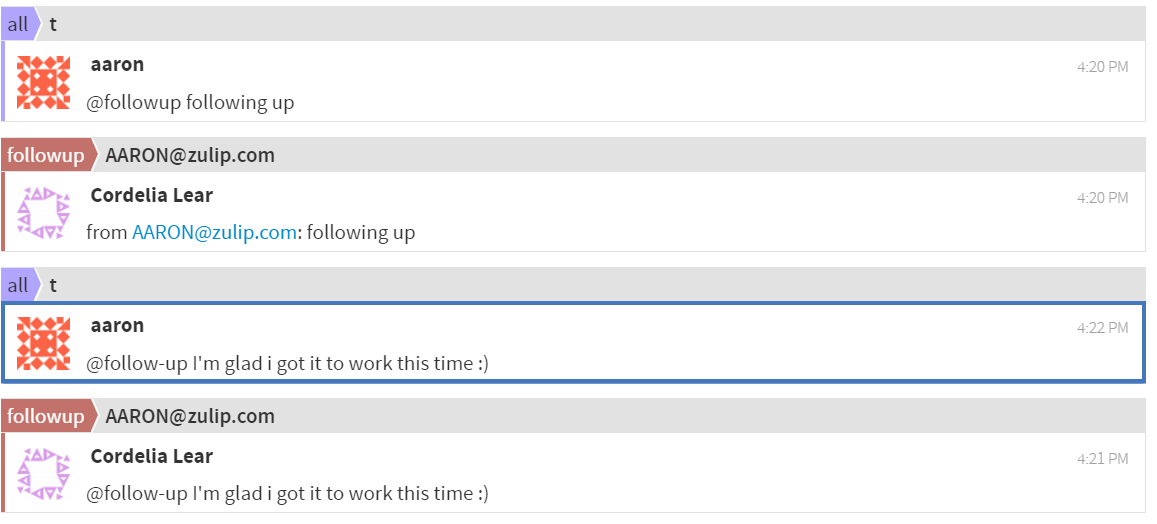 all t
aaron 4:20 PM
@followup following up
followup AARON@zulip.com
Cordelia Lear 4:20 PM
from AARON@zulip.com: following up
all t
aaron 4:22 PM
@follow-up I'm glad i got it to work this time :)
followup AARON@zulip.com
Cordelia Lear 4:21 PM
@follow-up I'm glad i got it to work this time :)